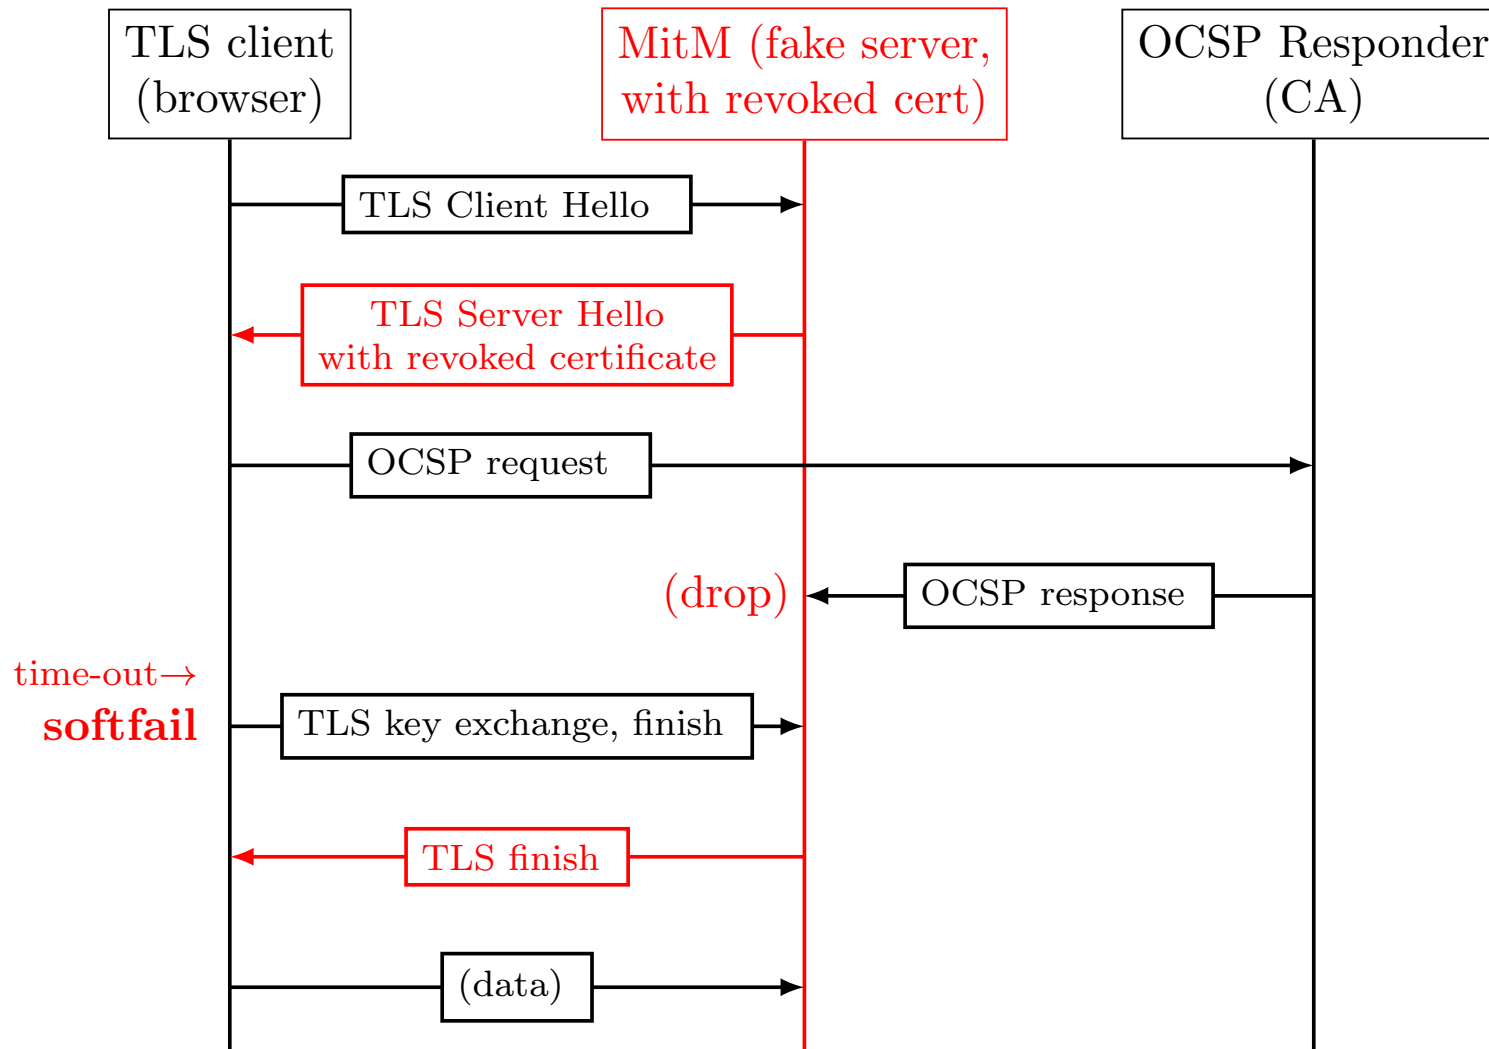 TLS client
(browser)
MitM (fake server,
with revoked cert)
OCSP Responder
(CA)
TLS Client Hello
TLS Server Hello
with revoked certificate
OCSP request
(drop)
OCSP response
time-out→
softfail
TLS key exchange, finish
TLS finish
(data)